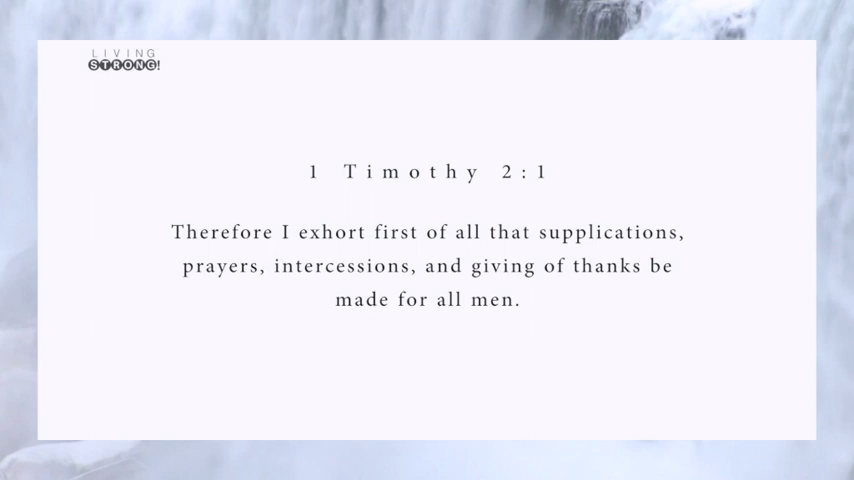 LIVING
STRONG!
1 Timothy 2:1
Therefore I exhort first of all that supplications,
prayers, intercessions, and giving of thanks be
made for all men.